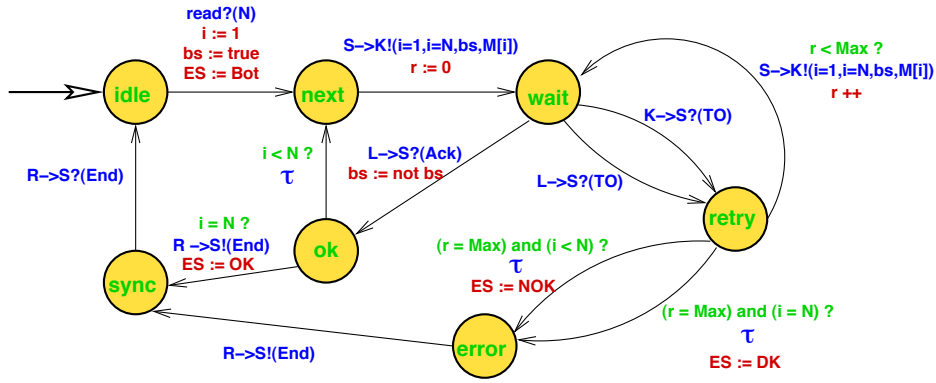 read?(N)
i := 1
bs := true
ES := Bot
S–>K!(i=1,i=N,bs,M[i])
r := 0
r < Max ?
S–>K!(i=1,i=N,bs,M[i])
r ++
idle
next
wait
K–>S?(TO)
i < N ?
τ
L–>S?(Ack)
bs := not bs
R–>S?(End)
L–>S?(TO)
retry
i = N ?
R –>S!(End)
ES := OK
ok
(r = Max) and (i < N) ?
τ
ES := NOK
sync
(r = Max) and (i = N) ?
τ
ES := DK
error
R–>S!(End)